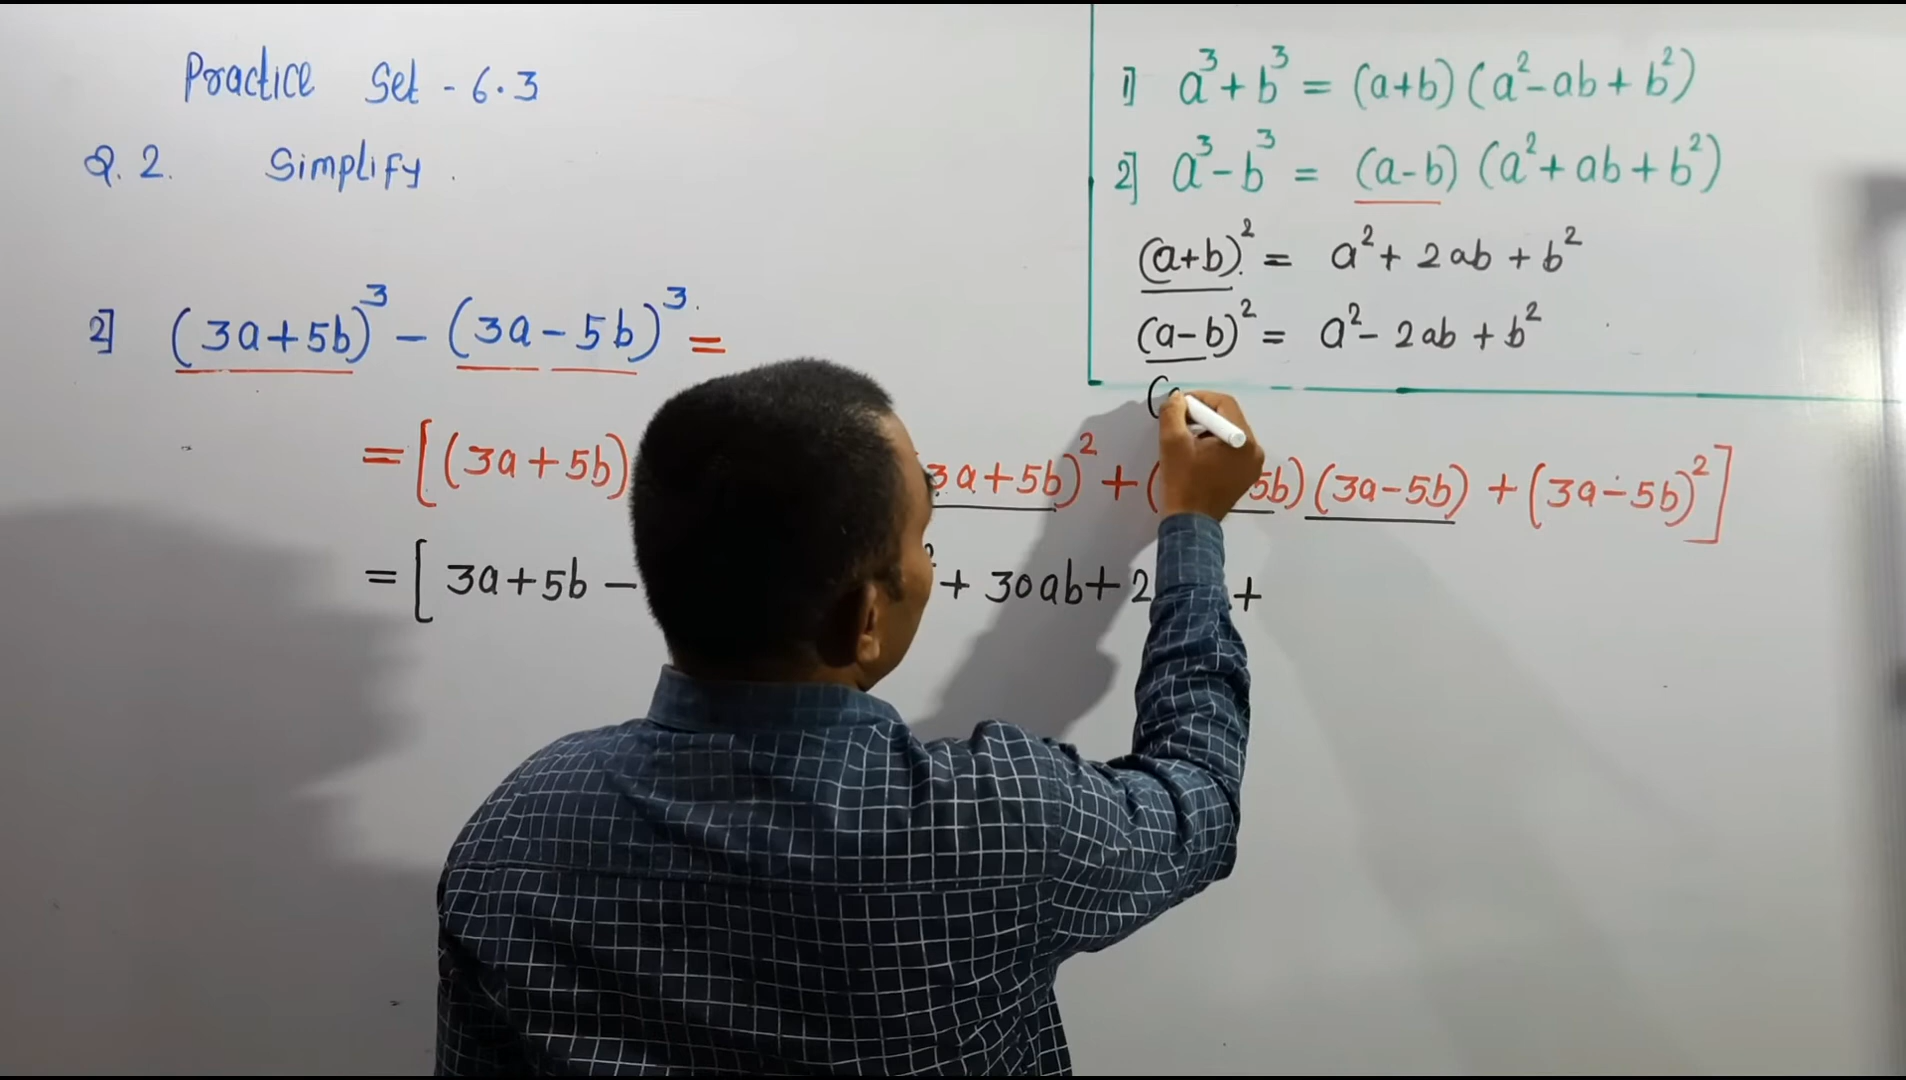 Practice Set - 6.3
Q. 2. Simplify.
2] (3a+5b)³ - (3a-5b)³ =
= [(3a+5b) 3a+5b)² + ( 5b)(3a-5b) + (3a-5b)²]
= [ 3a+5b - ² + 30ab+2 +
1] a³+b³ = (a+b) (a²-ab+b²)
2] a³-b³ = (a-b) (a²+ab+b²)
(a+b)² = a²+ 2ab + b²
(a-b)² = a²- 2ab + b²
(